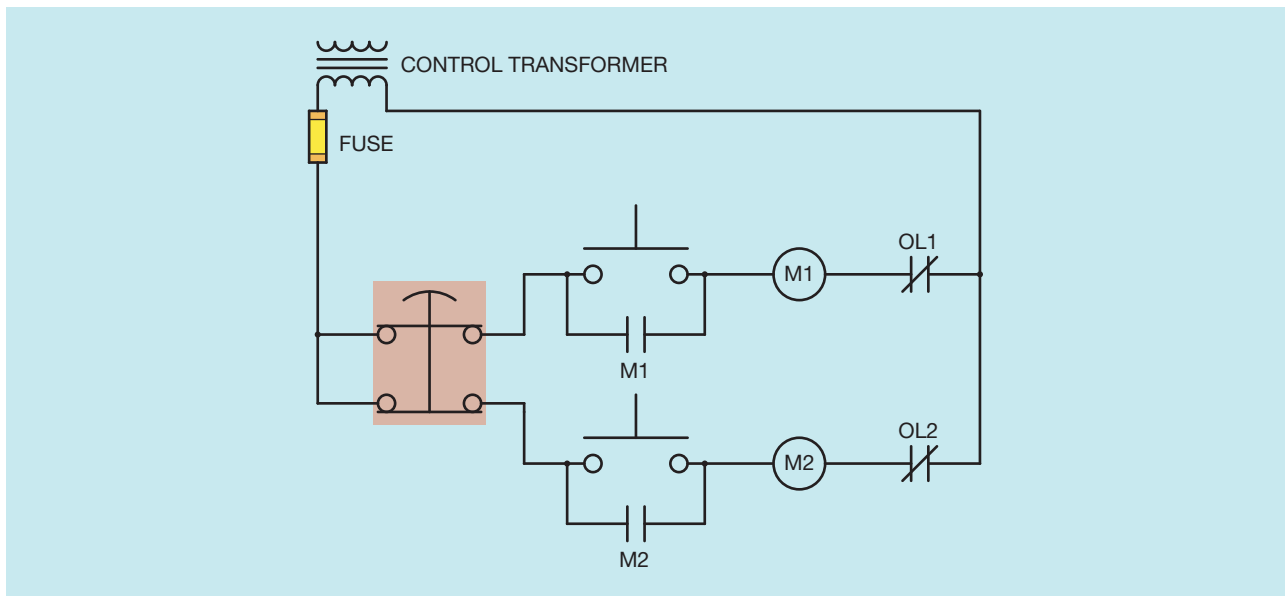 CONTROL TRANSFORMER
FUSE
OL1
M1
M1
OL2
M2
M2